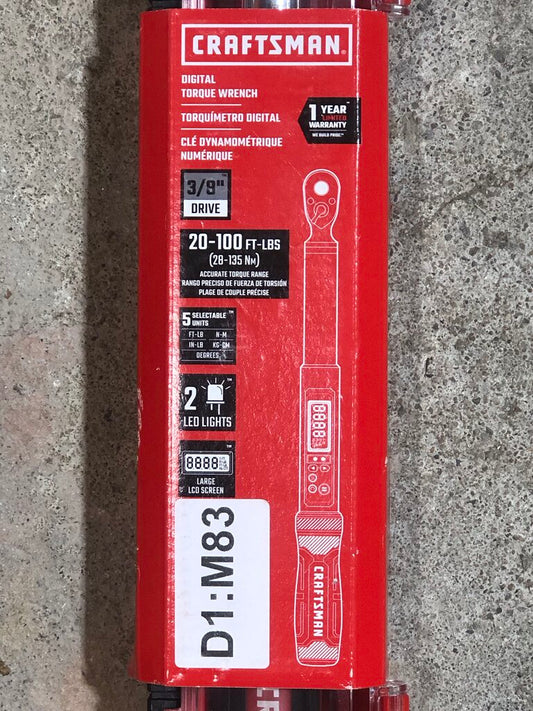 CRAFTSMAN®
DIGITAL
TORQUE WRENCH
TORQUÍMETRO DIGITAL
CLÉ DYNAMOMÉTRIQUE
NUMÉRIQUE
1 YEAR
LIMITED
WARRANTY
WE BUILD PRIDE.™
3/8"
DRIVE
20-100 FT-LBS
(28-135 NM)
ACCURATE TORQUE RANGE
RANGO PRECISO DE FUERZA DE TORSIÓN
PLAGE DE COUPLE PRÉCISE
5 SELECTABLE
UNITS
FT-LB N-M
IN-LB KG-CM
DEGREES
2
LED LIGHTS
8888
LARGE
LCD SCREEN
8888
D1:M83
CRAFTSMAN